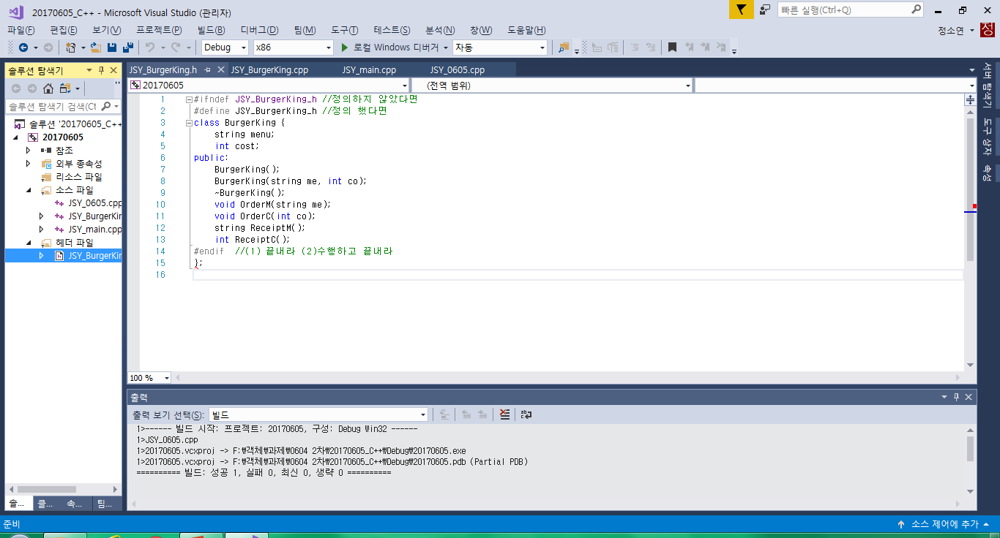 20170605_C++ - Microsoft Visual Studio (관리자)
빠른 실행(Ctrl+Q)
파일(F) 편집(E) 보기(V) 프로젝트(P) 빌드(B) 디버그(D) 팀(M) 도구(T) 테스트(S) 분석(N) 창(W) 도움말(H)
정소연 정
Debug x86 로컬 Windows 디버거 자동
솔루션 탐색기
JSY_BurgerKing.h JSY_BurgerKing.cpp JSY_main.cpp JSY_0605.cpp
20170605 (전역 범위)
솔루션 탐색기 검색(Ct
솔루션 '20170605_C++
20170605
참조
외부 종속성
리소스 파일
소스 파일
JSY_0605.cpp
JSY_BurgerKin
JSY_main.cpp
헤더 파일
JSY_BurgerKin
솔... 클... 속... 팀...
1 #ifndef JSY_BurgerKing_h //정의하지 않았다면
2 #define JSY_BurgerKing_h //정의 했다면
3 class BurgerKing {
4 string menu;
5 int cost;
6 public:
7 BurgerKing();
8 BurgerKing(string me, int co);
9 ~BurgerKing();
10 void OrderM(string me);
11 void OrderC(int co);
12 string ReceiptM();
13 int ReceiptC();
14 #endif //(1) 끝내라 (2)수행하고 끝내라
15 };
16
100 %
서버 탐색기
도구 상자
속성
출력
출력 보기 선택(S): 빌드
1>------ 빌드 시작: 프로젝트: 20170605, 구성: Debug Win32 ------
1>JSY_0605.cpp
1>20170605.vcxproj -> F:\객체\과제\0604 2차\20170605_C++\Debug\20170605.exe
1>20170605.vcxproj -> F:\객체\과제\0604 2차\20170605_C++\Debug\20170605.pdb (Partial PDB)
========== 빌드: 성공 1, 실패 0, 최신 0, 생략 0 ==========
준비
소스 제어에 추가